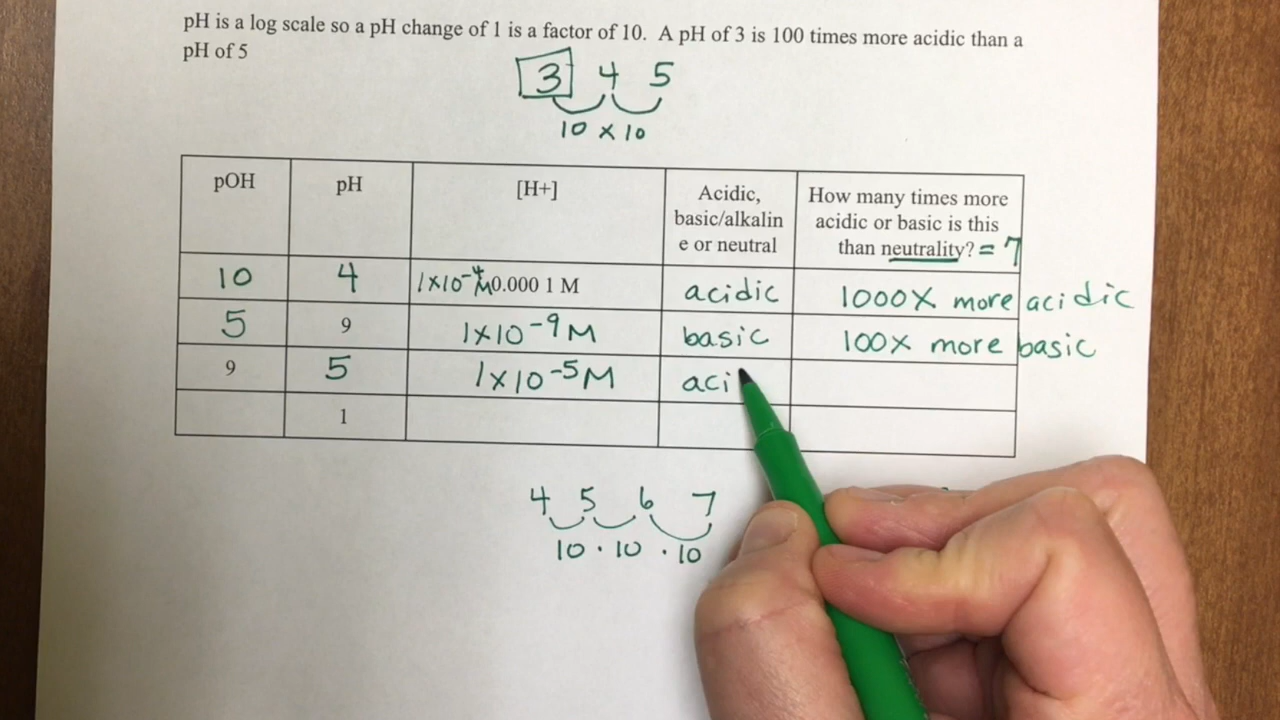 pH is a log scale so a pH change of 1 is a factor of 10. A pH of 3 is 100 times more acidic than a
pH of 5
3 4 5
10 x 10
pOH pH [H+] Acidic, basic/alkalin e or neutral How many times more acidic or basic is this than neutrality? = 7
10 4 1x10⁻⁴M 0.000 1 M acidic 1000X more acidic
5 9 1x10⁻⁹M basic 100x more basic
9 5 1x10⁻⁵M aci
1
4 5 6 7
10 · 10 · 10